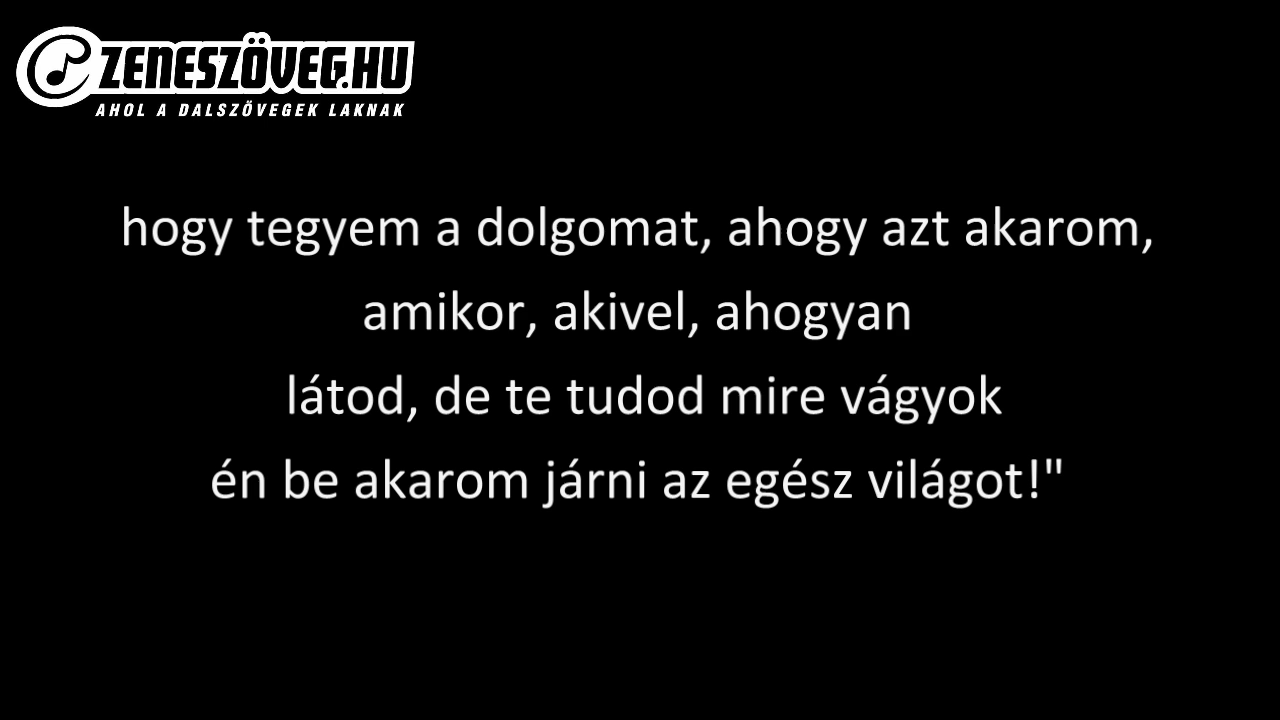 ZENESZÖVEG.HU
AHOL A DALSZÖVEGEK LAKNAK
hogy tegyem a dolgomat, ahogy azt akarom,
amikor, akivel, ahogyan
látod, de te tudod mire vágyok
én be akarom járni az egész világot!"